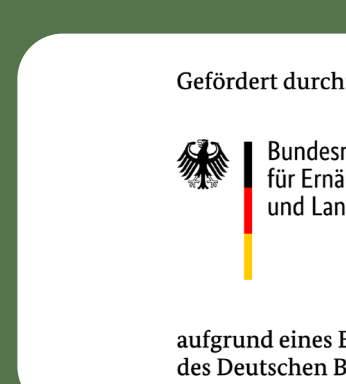 Gefördert durch
Bundesm
für Ernä
und Lan
aufgrund eines B
des Deutschen B